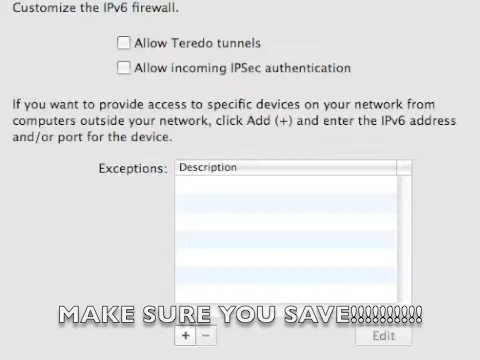 Customize the IPv6 firewall.
Allow Teredo tunnels
Allow incoming IPSec authentication
If you want to provide access to specific devices on your network from
computers outside your network, click Add (+) and enter the IPv6 address
and/or port for the device.
Exceptions:
Description
MAKE SURE YOU SAVE!!!!!!!!!!
+ −
Edit